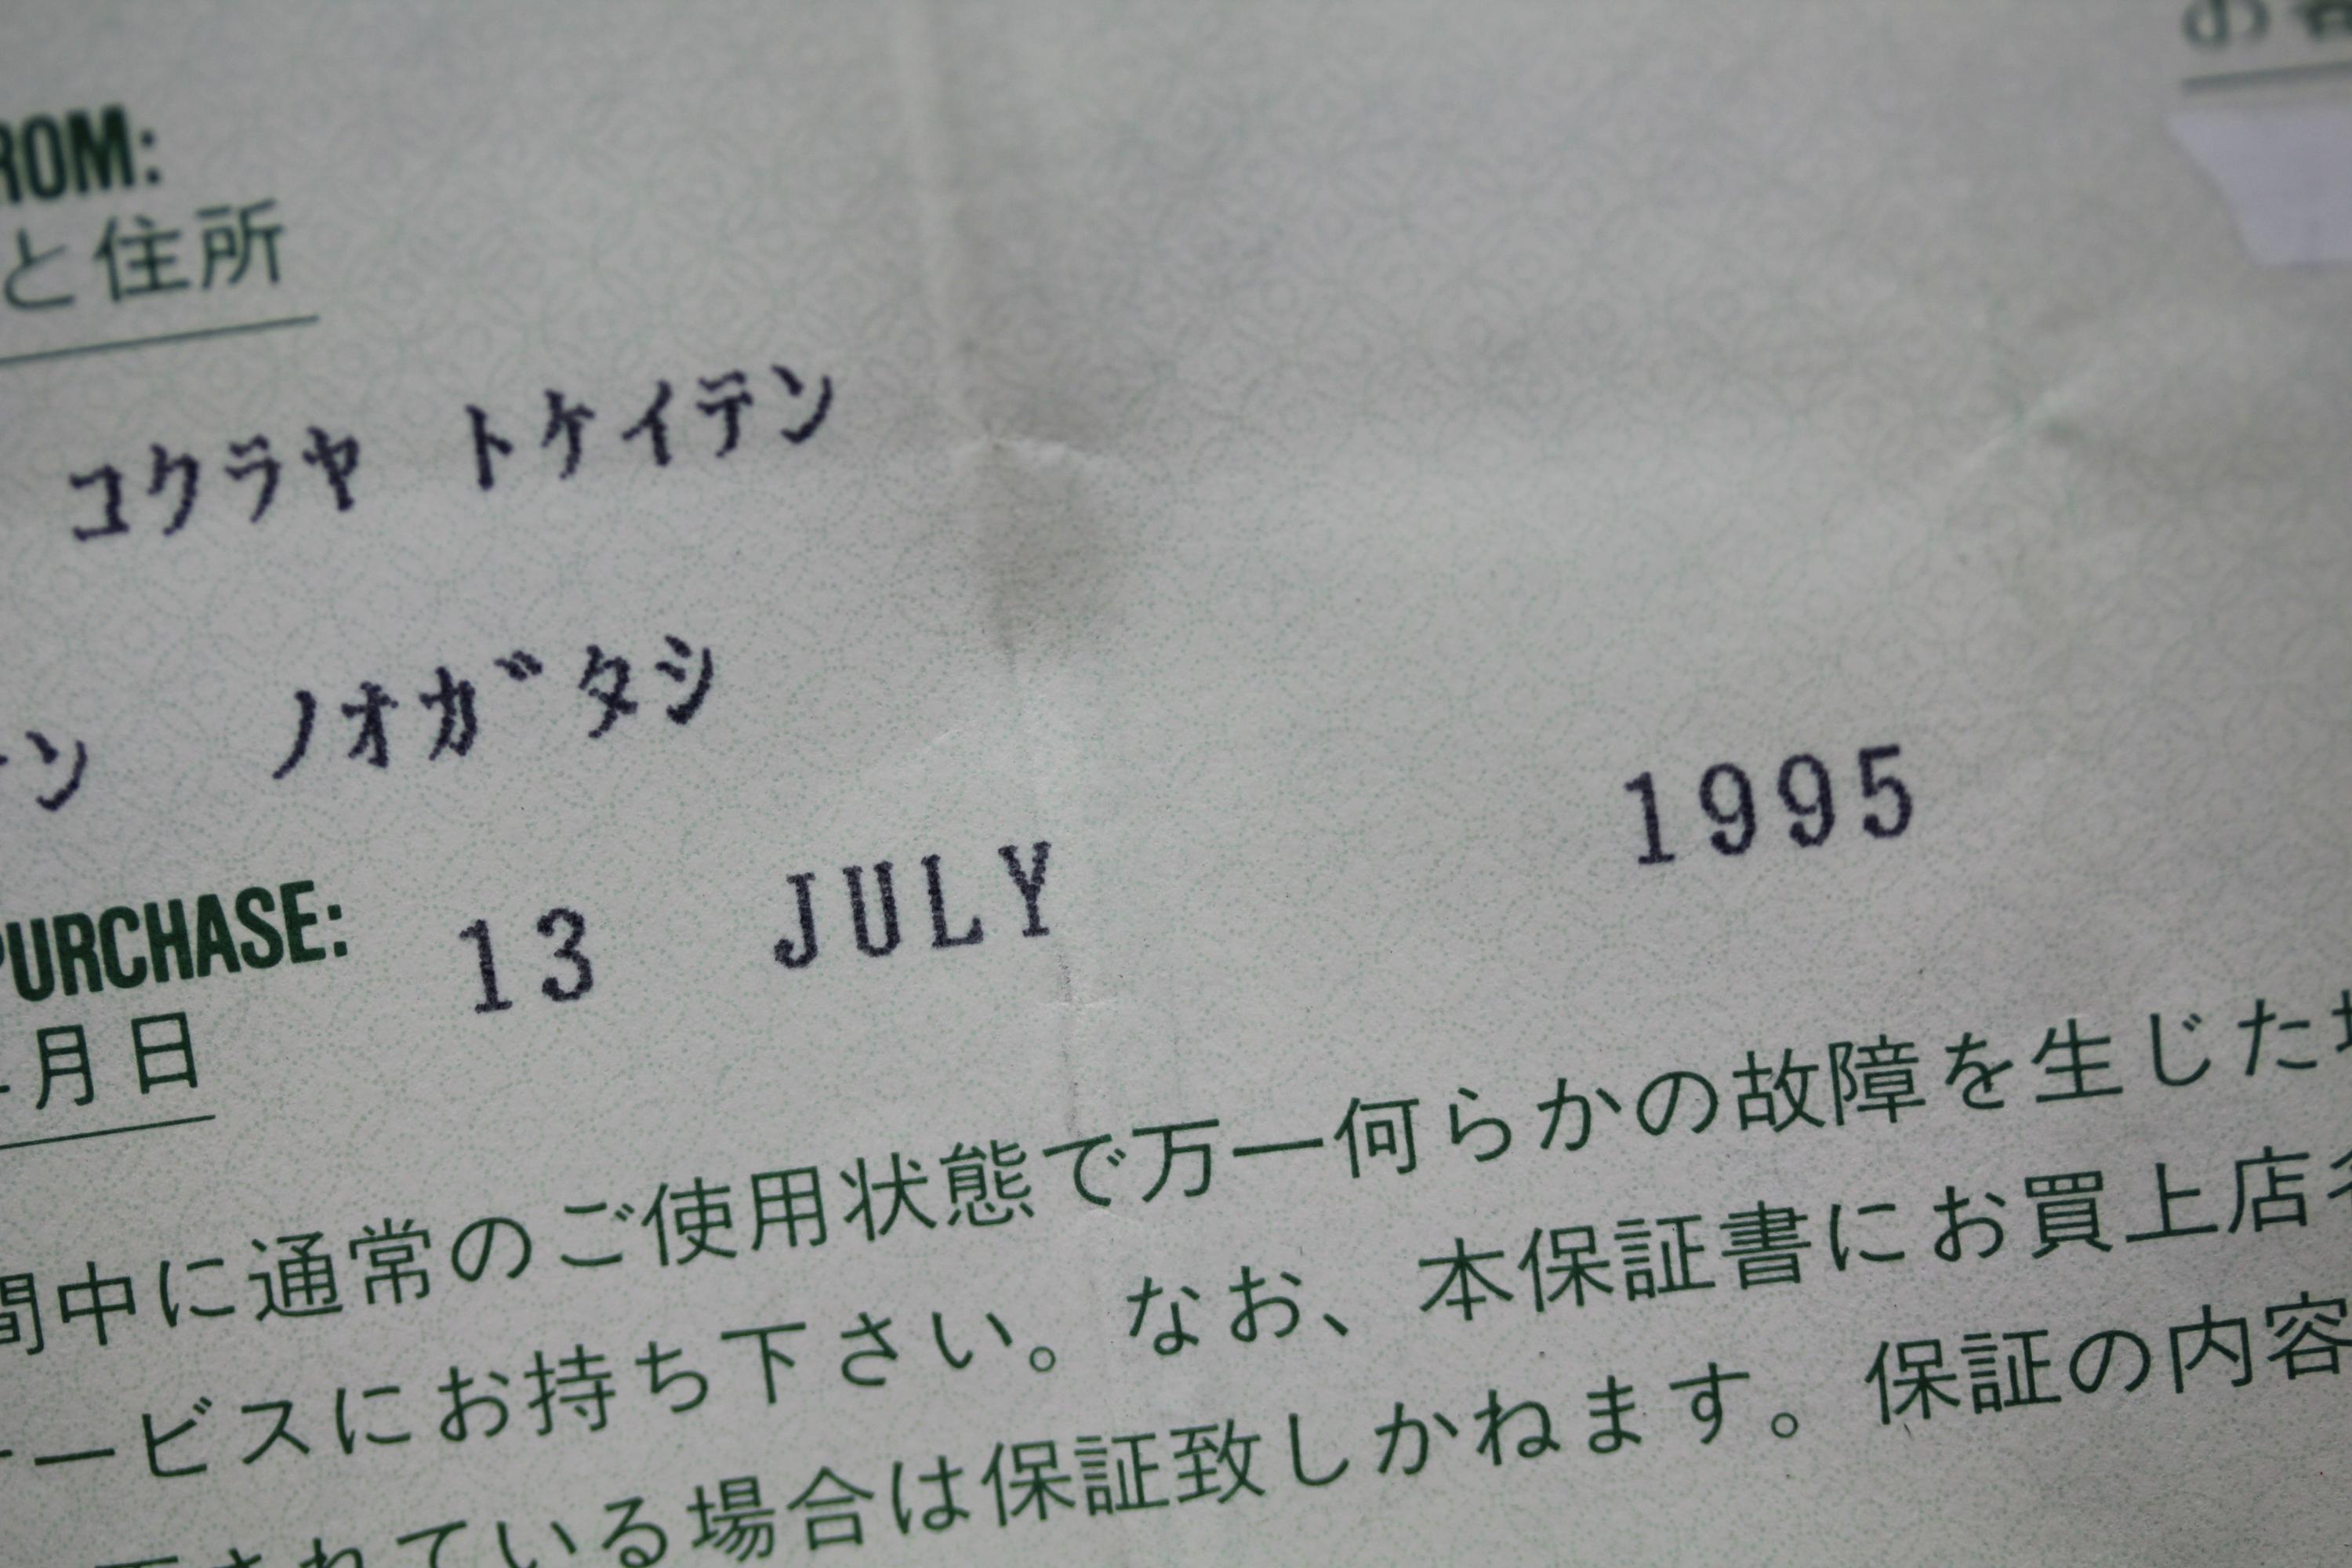 ROM:
と住所
コクラヤ トケイテン
ン ノオガタシ
PURCHASE: 13 JULY 1995
月日
間中に通常のご使用状態で万一何らかの故障を生じた
ービスにお持ち下さい。なお、本保証書にお買上店
されている場合は保証致しかねます。保証の内容